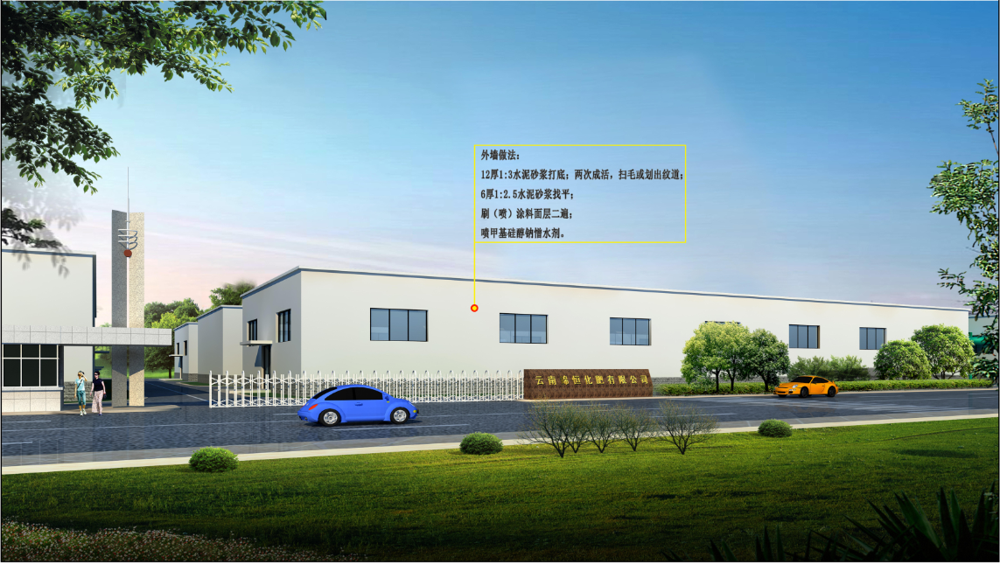 外墙做法：
12厚1:3水泥砂浆打底；两次成活，扫毛或划出纹道；
6厚1:2.5水泥砂浆找平；
刷（喷）涂料面层二遍；
喷甲基硅醇钠憎水剂。
云南多恒化肥有限公司